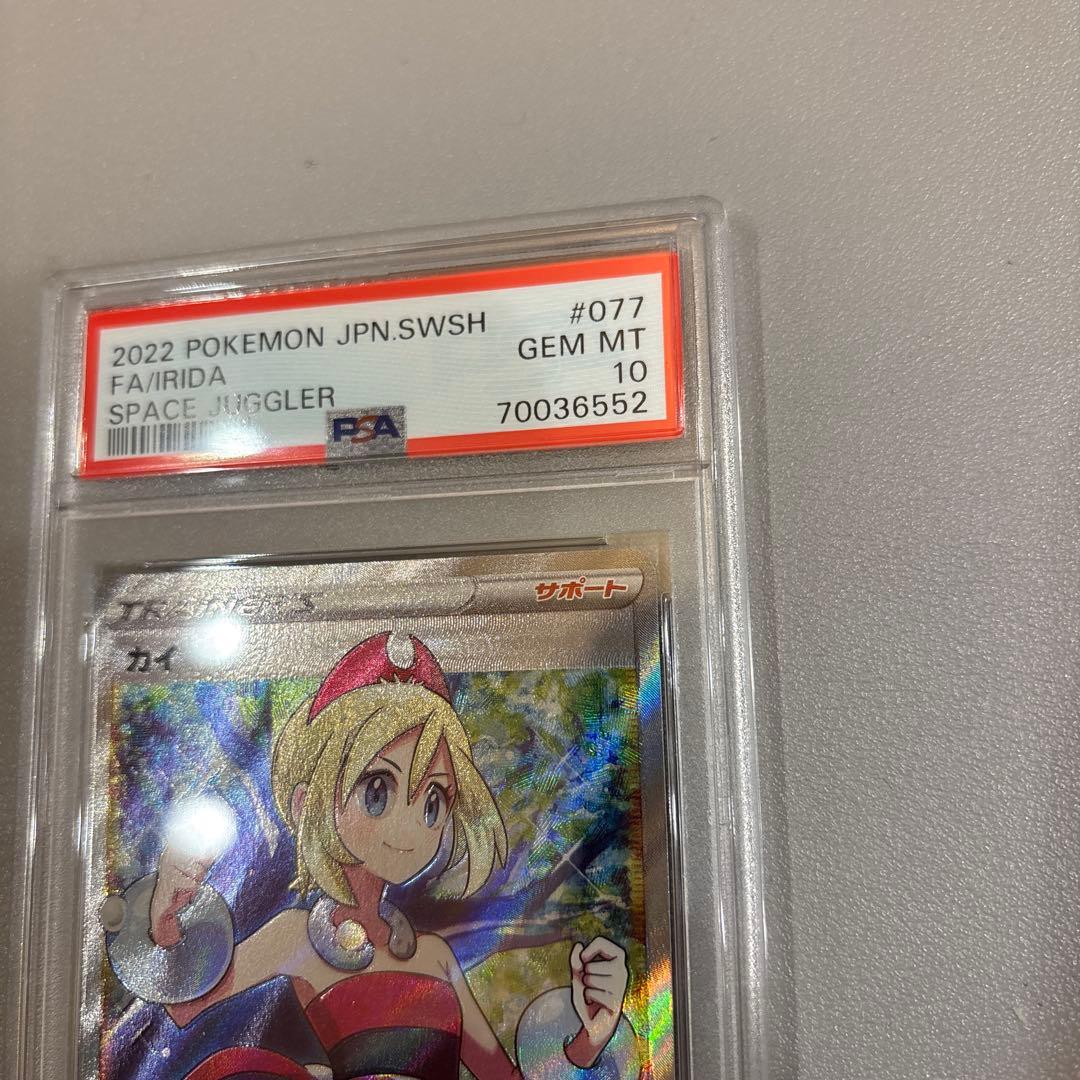 2022 POKEMON JPN.SWSH #077
FA/IRIDA GEM MT
SPACE JUGGLER 10
70036552
PSA
TRAINERS サポート
カイ